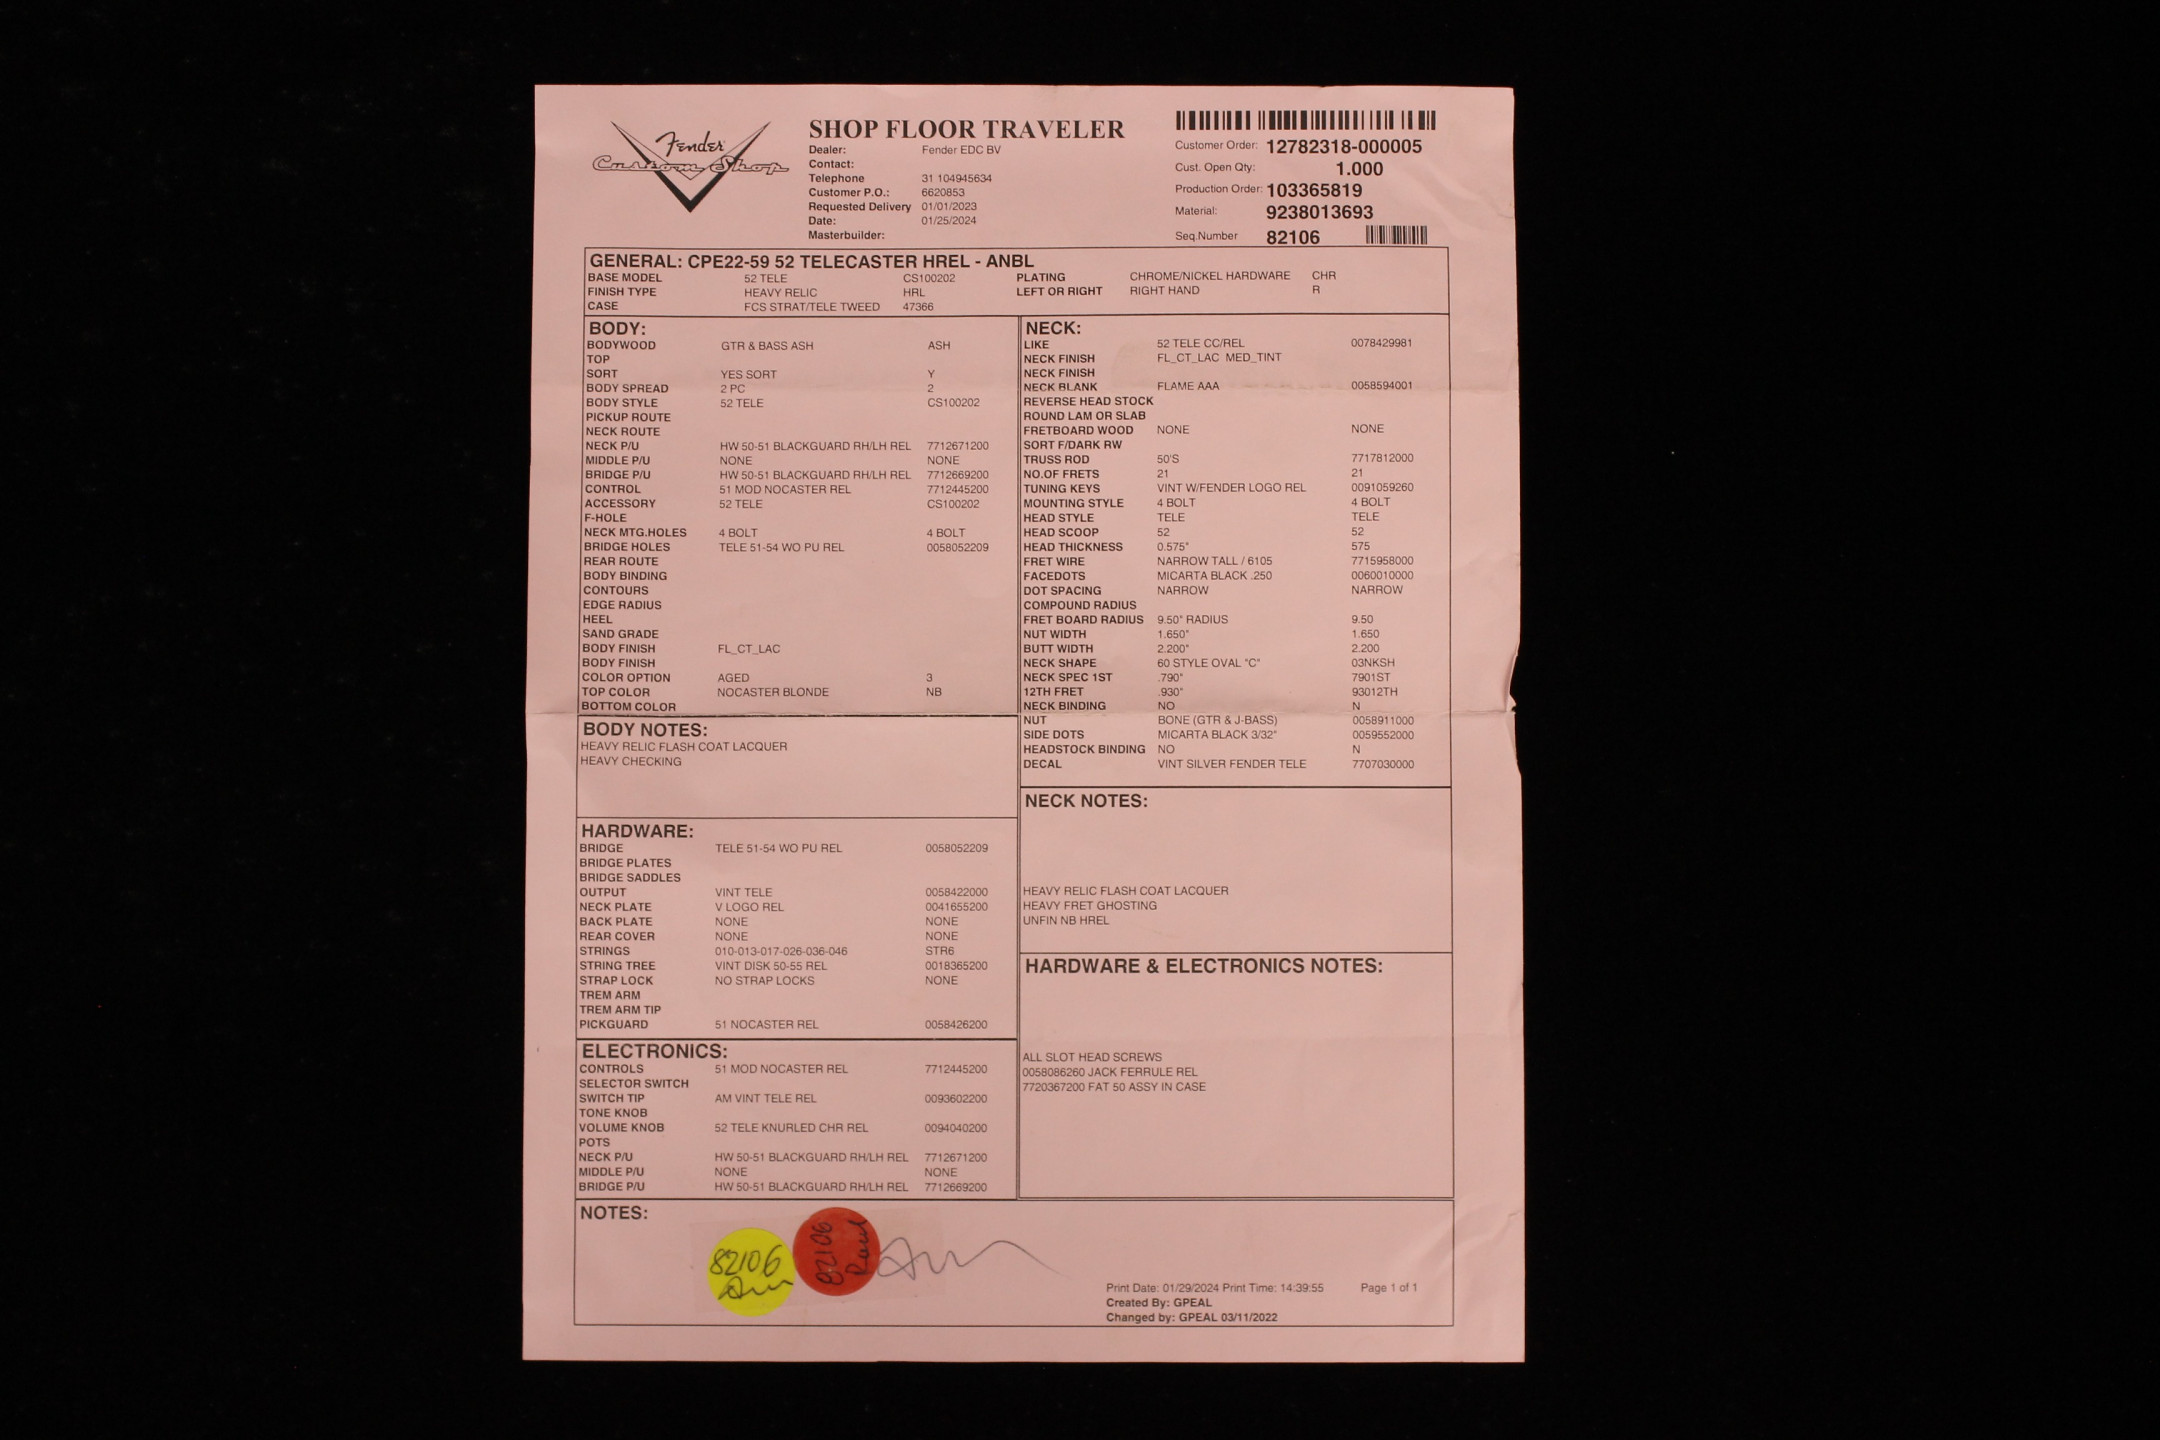 Fender
Custom Shop
SHOP FLOOR TRAVELER
Dealer: Fender EDC BV
Contact:
Telephone 31 104945634
Customer P.O.: 6620853
Requested Delivery 01/01/2023
Date: 01/25/2024
Masterbuilder:
Customer Order: 12782318-000005
Cust. Open Qty: 1.000
Production Order: 103365819
Material: 9238013693
Seq.Number 82106
GENERAL: CPE22-59 52 TELECASTER HREL - ANBL
BASE MODEL 52 TELE CS100202 PLATING CHROME/NICKEL HARDWARE CHR
FINISH TYPE HEAVY RELIC HRL LEFT OR RIGHT RIGHT HAND R
CASE FCS STRAT/TELE TWEED 47366
BODY:
BODYWOOD GTR & BASS ASH ASH
TOP
SORT YES SORT Y
BODY SPREAD 2 PC 2
BODY STYLE 52 TELE CS100202
PICKUP ROUTE
NECK ROUTE
NECK P/U HW 50-51 BLACKGUARD RH/LH REL 7712671200
MIDDLE P/U NONE NONE
BRIDGE P/U HW 50-51 BLACKGUARD RH/LH REL 7712669200
CONTROL 51 MOD NOCASTER REL 7712445200
ACCESSORY 52 TELE CS100202
F-HOLE
NECK MTG.HOLES 4 BOLT 4 BOLT
BRIDGE HOLES TELE 51-54 WO PU REL 0058052209
REAR ROUTE
BODY BINDING
CONTOURS
EDGE RADIUS
HEEL
SAND GRADE
BODY FINISH FL_CT_LAC
BODY FINISH
COLOR OPTION AGED 3
TOP COLOR NOCASTER BLONDE NB
BOTTOM COLOR
BODY NOTES:
HEAVY RELIC FLASH COAT LACQUER
HEAVY CHECKING
HARDWARE:
BRIDGE TELE 51-54 WO PU REL 0058052209
BRIDGE PLATES
BRIDGE SADDLES
OUTPUT VINT TELE 0058422000
NECK PLATE V LOGO REL 0041655200
BACK PLATE NONE NONE
REAR COVER NONE NONE
STRINGS 010-013-017-026-036-046 STR6
STRING TREE VINT DISK 50-55 REL 0018365200
STRAP LOCK NO STRAP LOCKS NONE
TREM ARM
TREM ARM TIP
PICKGUARD 51 NOCASTER REL 0058426200
ELECTRONICS:
CONTROLS 51 MOD NOCASTER REL 7712445200
SELECTOR SWITCH
SWITCH TIP AM VINT TELE REL 0093602200
TONE KNOB
VOLUME KNOB 52 TELE KNURLED CHR REL 0094040200
POTS
NECK P/U HW 50-51 BLACKGUARD RH/LH REL 7712671200
MIDDLE P/U NONE NONE
BRIDGE P/U HW 50-51 BLACKGUARD RH/LH REL 7712669200
NECK:
LIKE 52 TELE CC/REL 0078429981
NECK FINISH FL_CT_LAC MED_TINT
NECK FINISH
NECK BLANK FLAME AAA 0058594001
REVERSE HEAD STOCK
ROUND LAM OR SLAB
FRETBOARD WOOD NONE NONE
SORT F/DARK RW
TRUSS ROD 50'S 7717812000
NO.OF FRETS 21 21
TUNING KEYS VINT W/FENDER LOGO REL 0091059260
MOUNTING STYLE 4 BOLT 4 BOLT
HEAD STYLE TELE TELE
HEAD SCOOP 52 52
HEAD THICKNESS 0.575" 575
FRET WIRE NARROW TALL / 6105 7715958000
FACEDOTS MICARTA BLACK .250 0060010000
DOT SPACING NARROW NARROW
COMPOUND RADIUS
FRET BOARD RADIUS 9.50" RADIUS 9.50
NUT WIDTH 1.650" 1.650
BUTT WIDTH 2.200" 2.200
NECK SHAPE 60 STYLE OVAL "C" 03NKSH
NECK SPEC 1ST .790" 7901ST
12TH FRET .930" 93012TH
NECK BINDING NO N
NUT BONE (GTR & J-BASS) 0058911000
SIDE DOTS MICARTA BLACK 3/32" 0059552000
HEADSTOCK BINDING NO N
DECAL VINT SILVER FENDER TELE 7707030000
NECK NOTES:
HEAVY RELIC FLASH COAT LACQUER
HEAVY FRET GHOSTING
UNFIN NB HREL
HARDWARE & ELECTRONICS NOTES:
ALL SLOT HEAD SCREWS
0058086260 JACK FERRULE REL
7720367200 FAT 50 ASSY IN CASE
NOTES:
82106
82106
Print Date: 01/29/2024 Print Time: 14:39:55 Page 1 of 1
Created By: GPEAL
Changed by: GPEAL 03/11/2022